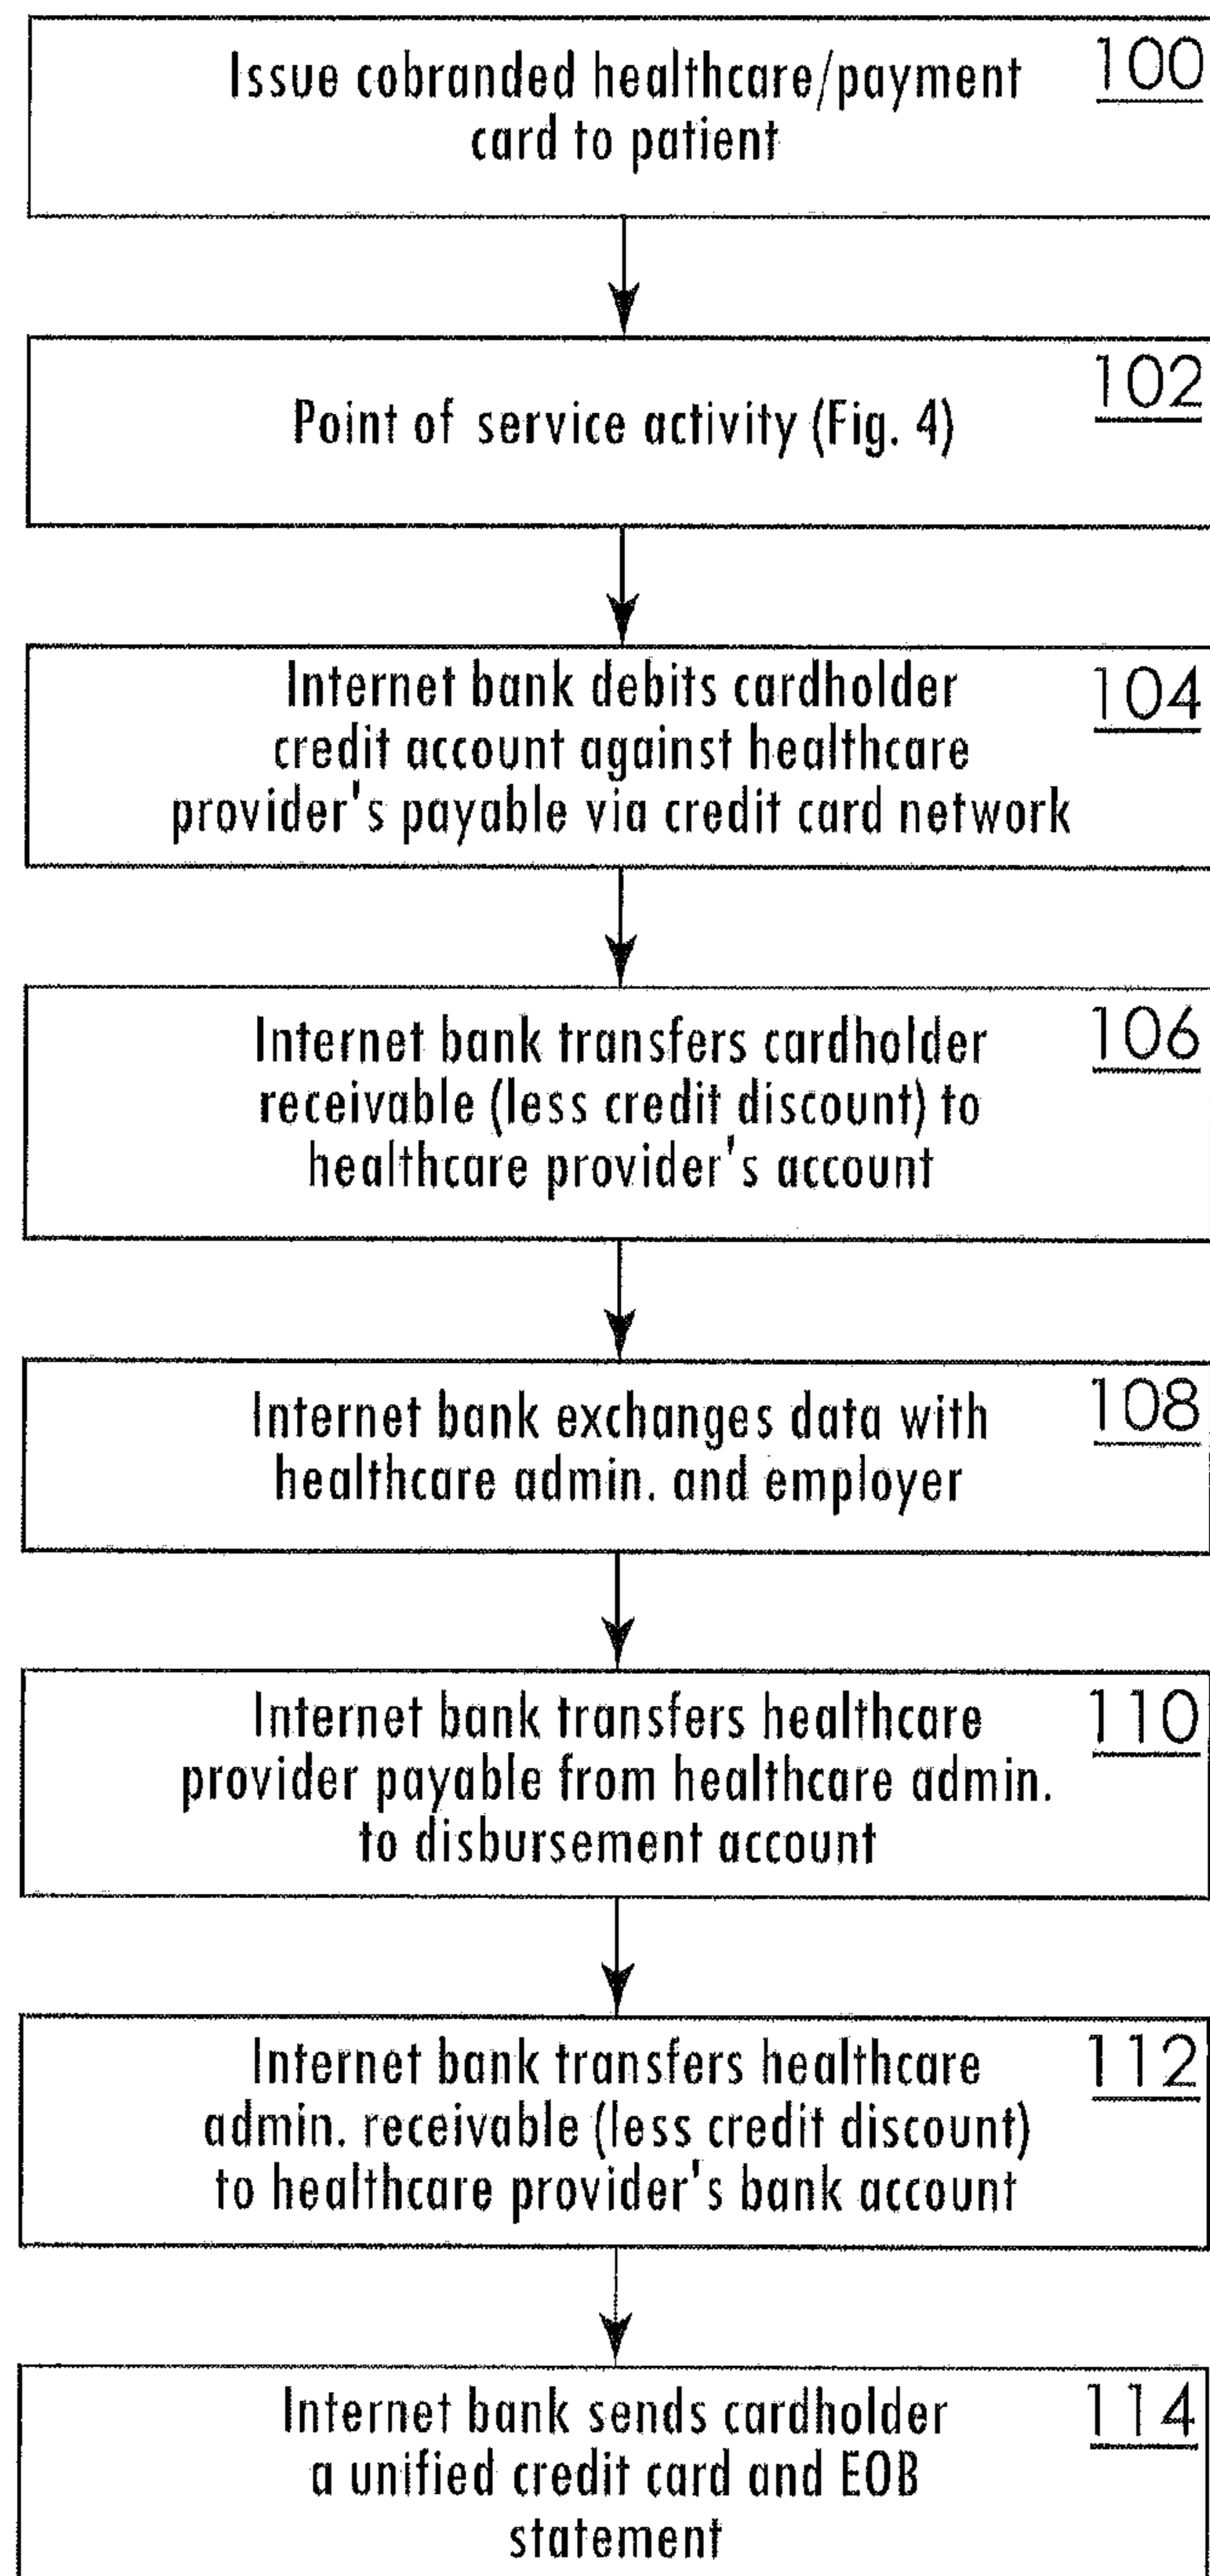 Issue cobranded healthcare/payment
card to patient
100
Point of service activity (Fig. 4)
102
Internet bank debits cardholder
credit account against healthcare
provider's payable via credit card network
104
Internet bank transfers cardholder
receivable (less credit discount) to
healthcare provider's account
106
Internet bank exchanges data with
healthcare admin. and employer
108
Internet bank transfers healthcare
provider payable from healthcare admin.
to disbursement account
110
Internet bank transfers healthcare
admin. receivable (less credit discount)
to healthcare provider's bank account
112
Internet bank sends cardholder
a unified credit card and EOB
statement
114